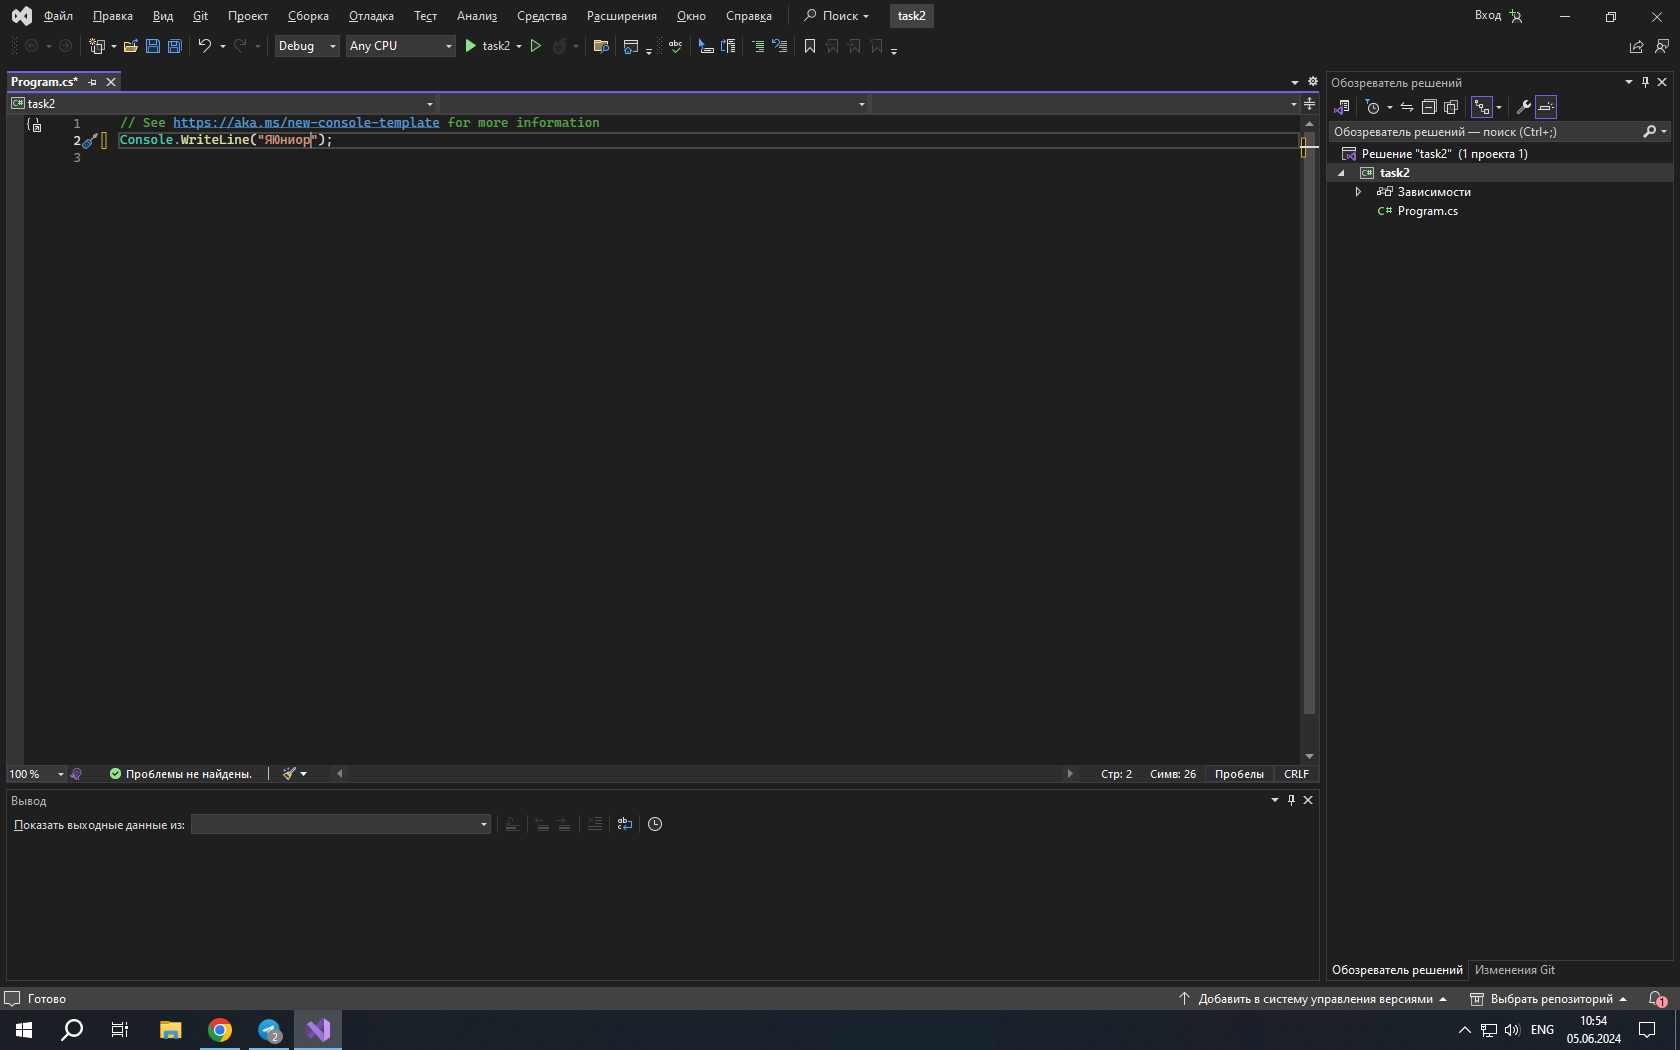 Файл Правка Вид Git Проект Сборка Отладка Тест Анализ Средства Расширения Окно Справка Поиск task2 Вход
Debug Any CPU task2
Program.cs*
task2
1 // See https://aka.ms/new-console-template for more information
2 Console.WriteLine("ЯЮниор");
3
100 % Проблемы не найдены. Стр: 2 Симв: 26 Пробелы CRLF
Вывод
Показать выходные данные из:
Обозреватель решений
Обозреватель решений — поиск (Ctrl+;)
Решение "task2" (1 проекта 1)
task2
Зависимости
C# Program.cs
Обозреватель решений Изменения Git
Готово Добавить в систему управления версиями Выбрать репозиторий 1
2 ENG 10:54
05.06.2024